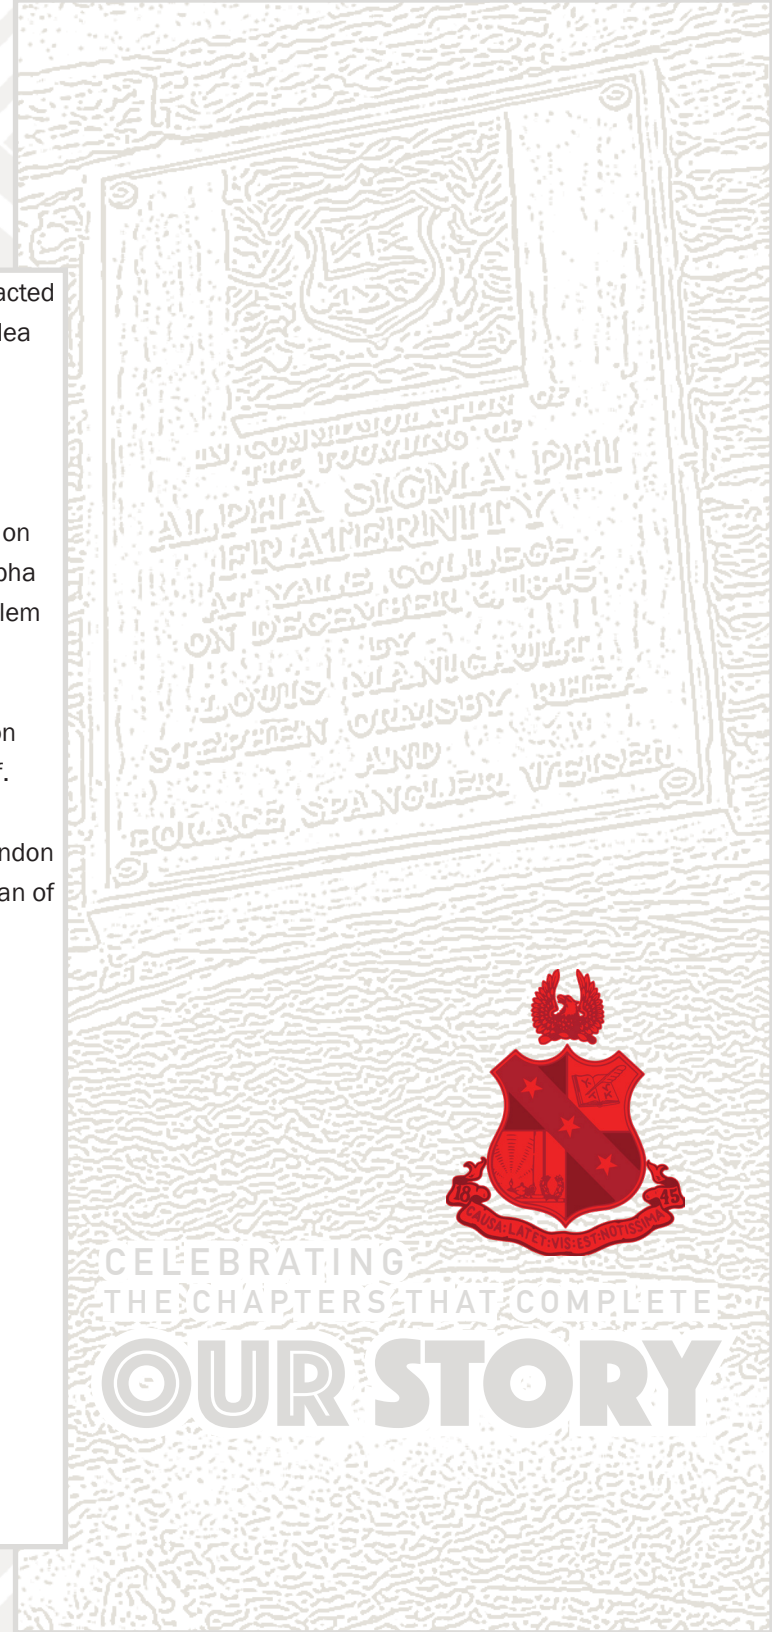 acted
on
lem
on
f.
ndon
an of
IN COMMEMORATION OF
THE FOUNDING OF
ALPHA SIGMA PHI
FRATERNITY
AT YALE COLLEGE
ON DECEMBER 6, 1845
BY
LOUIS MANIGAULT
STEPHEN ORMSBY RHEA
AND
HORACE SPANGLER WEISER
18 45
CAUSA:LATET:VIS:EST:NOTISSIMA
CELEBRATING
THE CHAPTERS THAT COMPLETE
OUR STORY